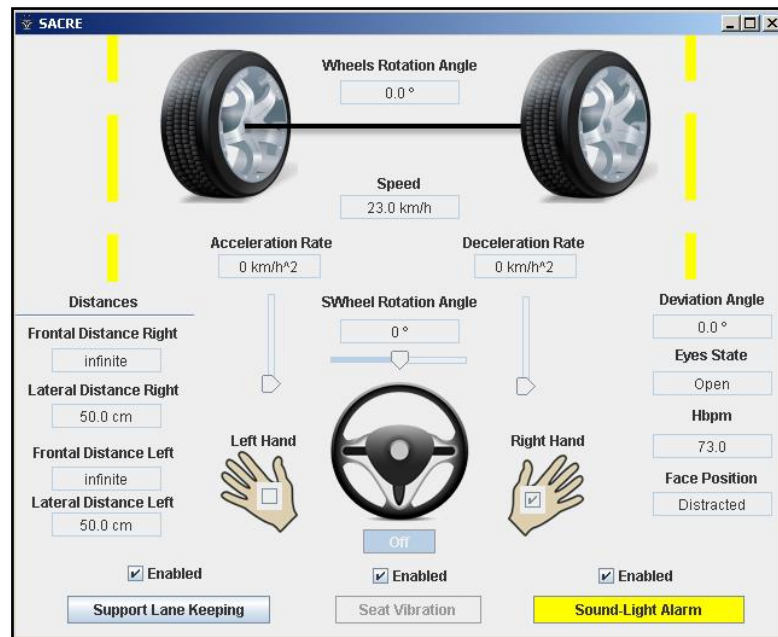 SACRE
Wheels Rotation Angle
0.0 °
Speed
23.0 km/h
Acceleration Rate
0 km/h^2
Deceleration Rate
0 km/h^2
SWheel Rotation Angle
0 °
Distances
Frontal Distance Right
infinite
Lateral Distance Right
50.0 cm
Frontal Distance Left
infinite
Lateral Distance Left
50.0 cm
Left Hand
Right Hand
Off
Deviation Angle
0.0 °
Eyes State
Open
Hbpm
73.0
Face Position
Distracted
Enabled
Support Lane Keeping
Enabled
Seat Vibration
Enabled
Sound-Light Alarm